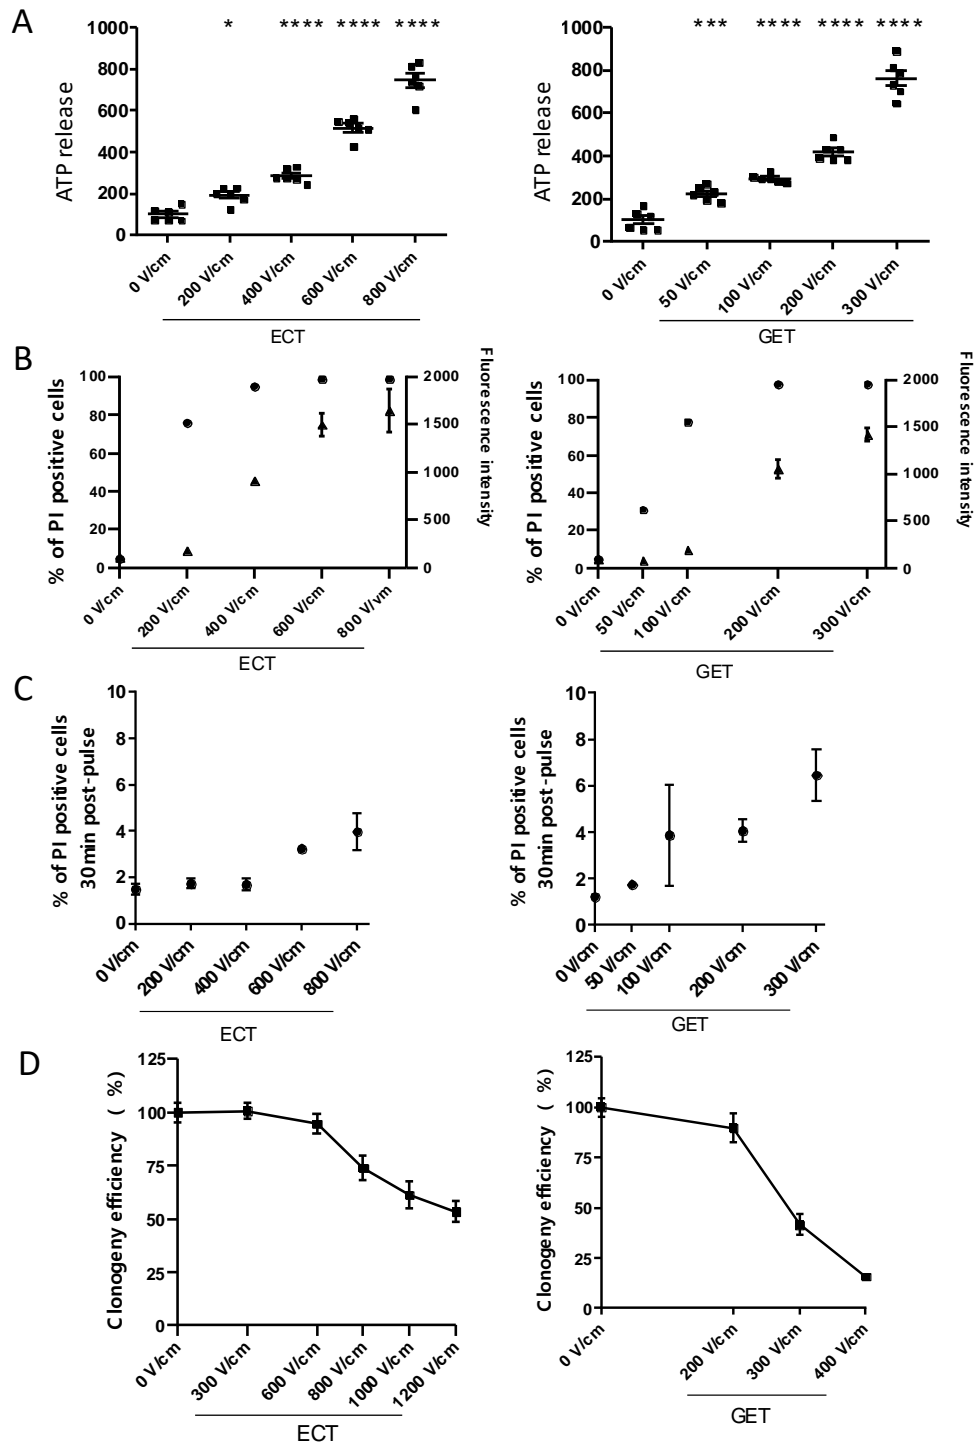 A
* **** **** ****
ATP release
1000
800
600
400
200
0
0 V/cm
200 V/cm
400 V/cm
600 V/cm
800 V/cm
ECT
*** **** **** ****
ATP release
1000
800
600
400
200
0
0 V/cm
50 V/cm
100 V/cm
200 V/cm
300 V/cm
GET
B
% of PI positive cells
100
80
60
40
20
0
2000
1500
1000
500
0
Fluorescence intensity
0 V/cm
200 V/cm
400 V/cm
600 V/cm
800 V/vm
ECT
% of PI positive cells
100
80
60
40
20
0
2000
1500
1000
500
0
Fluorescence intensity
0 V/cm
50 V/cm
100 V/cm
200 V/cm
300 V/cm
GET
C
% of PI positive cells
30min post-pulse
10
8
6
4
2
0
0 V/cm
200 V/cm
400 V/cm
600 V/cm
800 V/cm
ECT
% of PI positive cells
30min post-pulse
10
8
6
4
2
0
0 V/cm
50 V/cm
100 V/cm
200 V/cm
300 V/cm
GET
D
Clonogeny efficiency ( %)
125
100
75
50
25
0
0 V/cm
300 V/cm
600 V/cm
800 V/cm
1000 V/cm
1200 V/cm
ECT
Clonogeny efficiency ( %)
125
100
75
50
25
0
0 V/cm
200 V/cm
300 V/cm
400 V/cm
GET